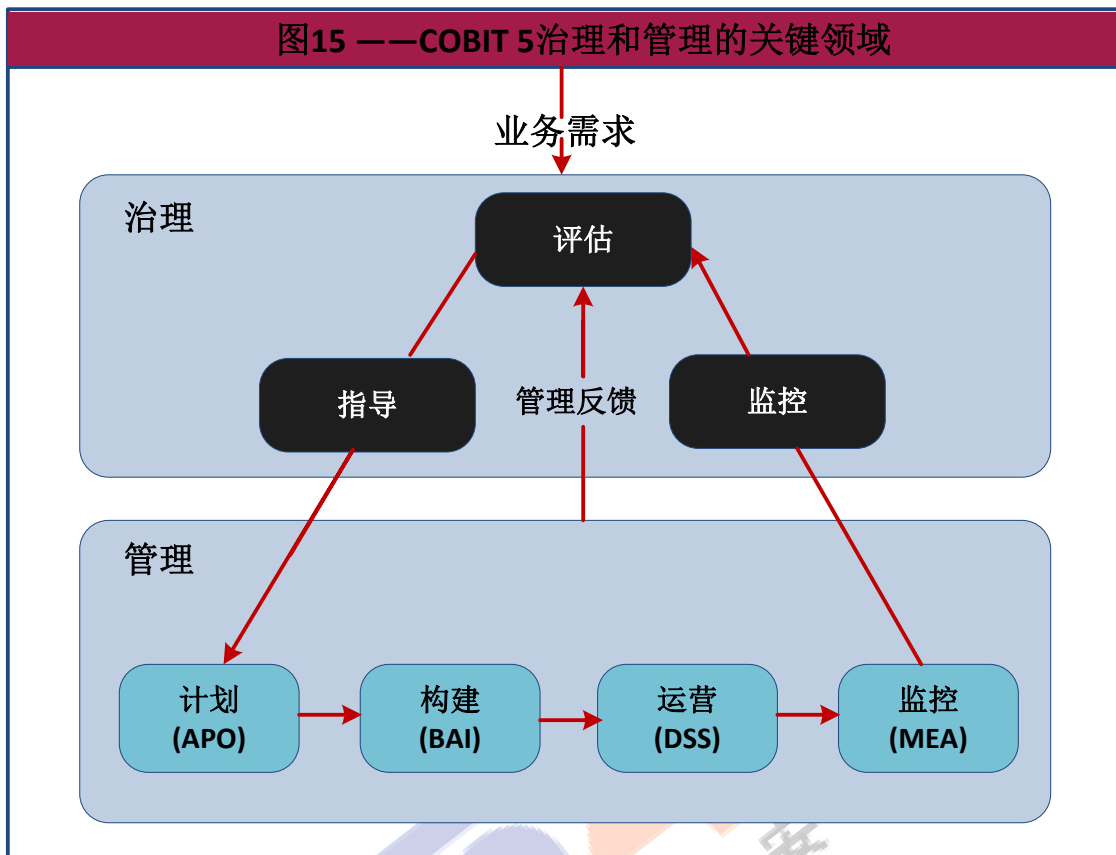 图15 ——COBIT 5治理和管理的关键领域
业务需求
治理
评估
指导
管理反馈
监控
管理
计划
(APO)
构建
(BAI)
运营
(DSS)
监控
(MEA)